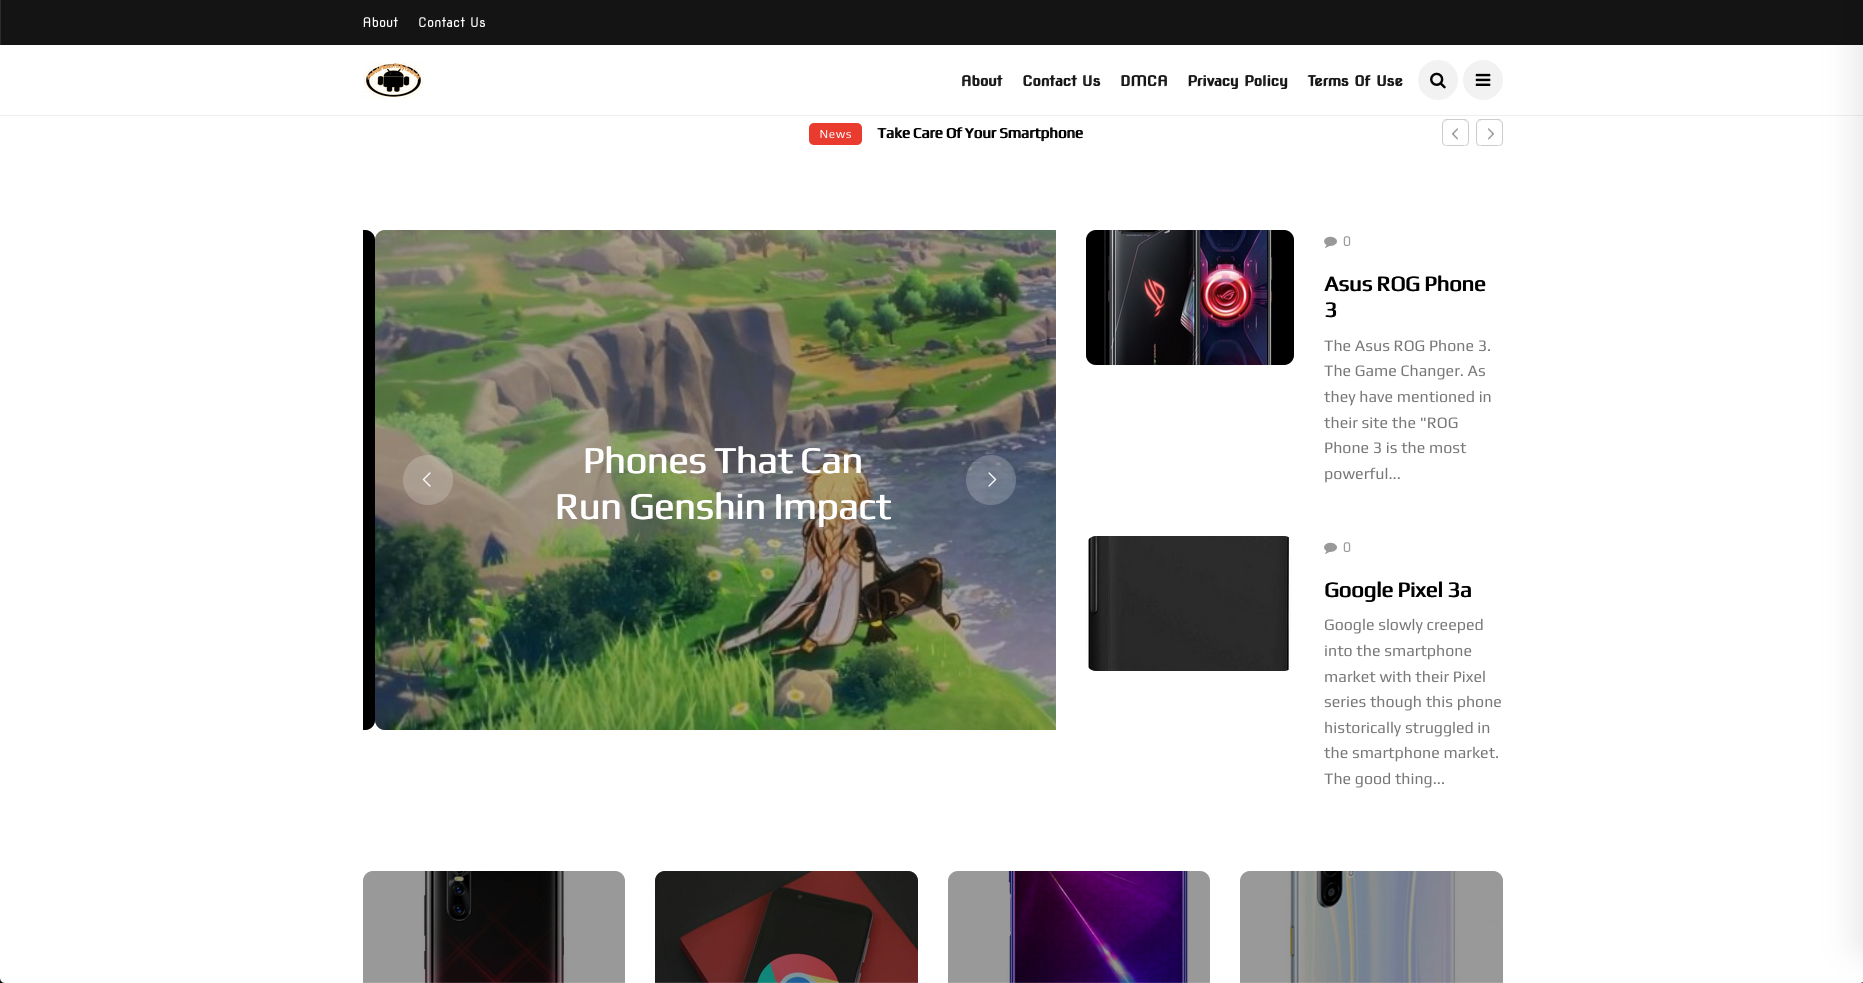 About Contact Us
About Contact Us DMCA Privacy Policy Terms Of Use
News Take Care Of Your Smartphone
Phones That Can
Run Genshin Impact
0
Asus ROG Phone
3
The Asus ROG Phone 3.
The Game Changer. As
they have mentioned in
their site the "ROG
Phone 3 is the most
powerful...
0
Google Pixel 3a
Google slowly creeped
into the smartphone
market with their Pixel
series though this phone
historically struggled in
the smartphone market.
The good thing...